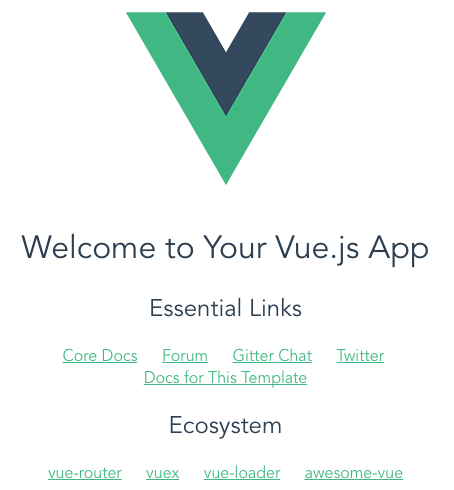 Welcome to Your Vue.js App
Essential Links
Core Docs Forum Gitter Chat Twitter
Docs for This Template
Ecosystem
vue-router vuex vue-loader awesome-vue